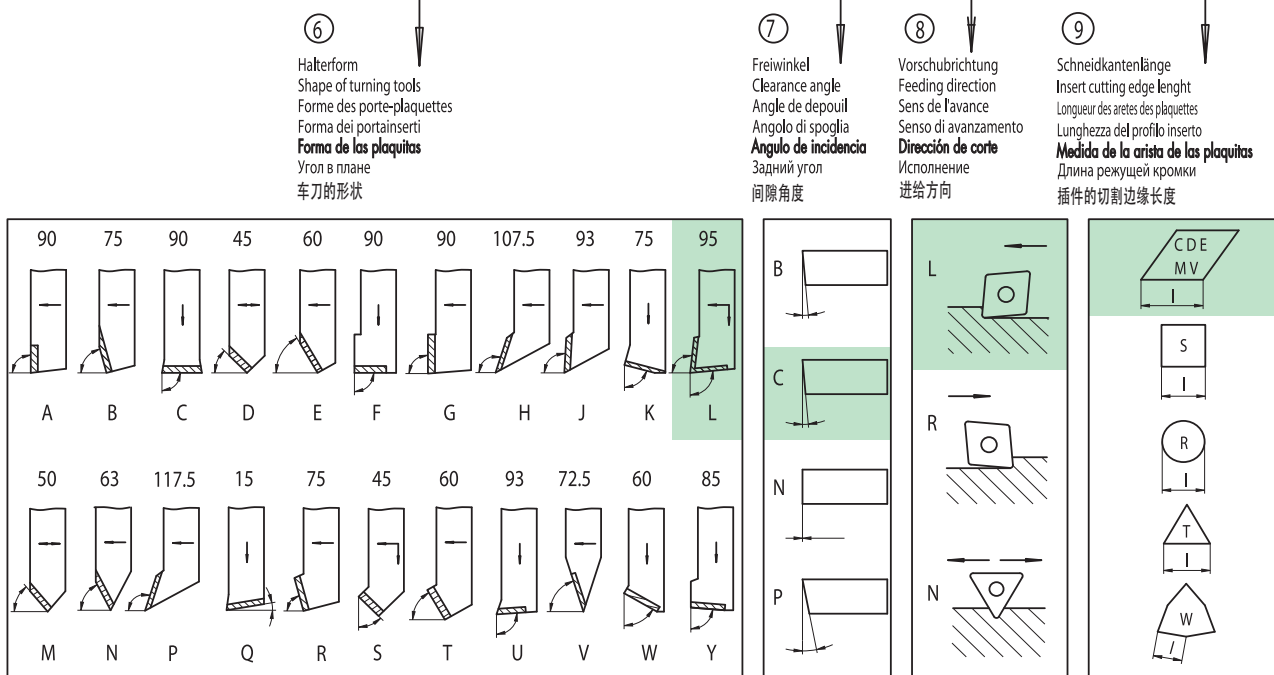 6
Halterform
Shape of turning tools
Forme des porte-plaquettes
Forma dei portainserti
Forma de las plaquitas
Угол в плане
车刀的形状
7
Freiwinkel
Clearance angle
Angle de depouil
Angolo di spoglia
Angulo de incidencia
Задний угол
间隙角度
8
Vorschubrichtung
Feeding direction
Sens de l'avance
Senso di avanzamento
Dirección de corte
Исполнение
进给方向
9
Schneidkantenlänge
Insert cutting edge lenght
Longueur des aretes des plaquettes
Lunghezza del profilo inserto
Medida de la arista de las plaquitas
Длина режущей кромки
插件的切割边缘长度
90 75 90 45 60 90 90 107.5 93 75 95
A B C D E F G H J K L
50 63 117.5 15 75 45 60 93 72.5 60 85
M N P Q R S T U V W Y
B
C
N
P
L
R
N
C D E
M V
l
S
l
R
l
T
l
W
l